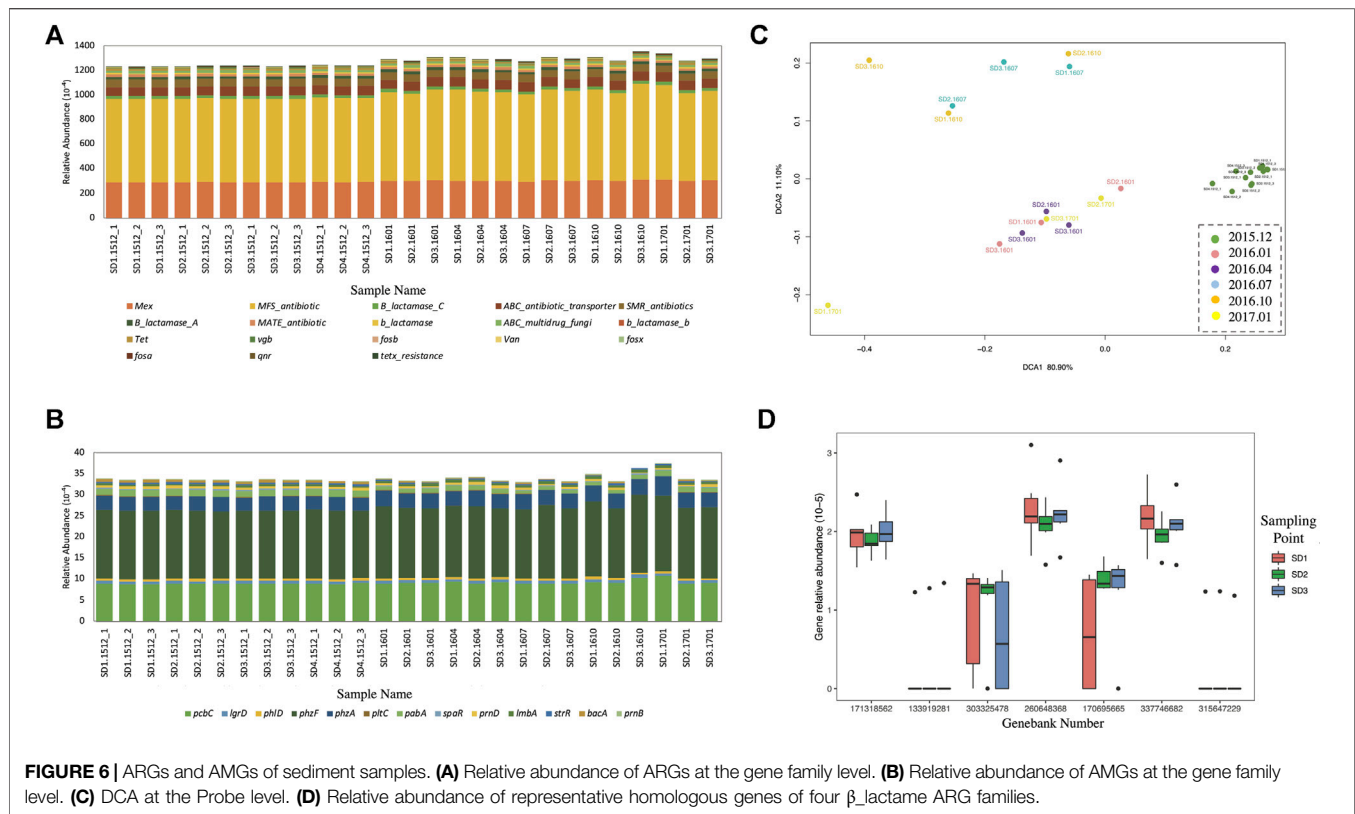 A
Relative Abundance (10⁻⁴)
1400
1200
1000
800
600
400
200
0
SD1.1512_1
SD1.1512_2
SD1.1512_3
SD2.1512_1
SD2.1512_2
SD2.1512_3
SD3.1512_1
SD3.1512_2
SD3.1512_3
SD4.1512_1
SD4.1512_2
SD4.1512_3
SD1.1601
SD2.1601
SD3.1601
SD1.1604
SD2.1604
SD3.1604
SD1.1607
SD2.1607
SD3.1607
SD1.1610
SD2.1610
SD3.1610
SD1.1701
SD2.1701
SD3.1701
Sample Name
Mex MFS_antibiotic B_lactamase_C ABC_antibiotic_transporter SMR_antibiotics
B_lactamase_A MATE_antibiotic b_lactamase ABC_multidrug_fungi b_lactamase_b
Tet vgb fosb Van fosx
fosa qnr tetx_resistance
B
Relative Abundance (10⁻⁴)
40
35
30
25
20
15
10
5
0
SD1.1512_1
SD1.1512_2
SD1.1512_3
SD2.1512_1
SD2.1512_2
SD2.1512_3
SD3.1512_1
SD3.1512_2
SD3.1512_3
SD4.1512_1
SD4.1512_2
SD4.1512_3
SD1.1601
SD2.1601
SD3.1601
SD1.1604
SD2.1604
SD3.1604
SD1.1607
SD2.1607
SD3.1607
SD1.1610
SD2.1610
SD3.1610
SD1.1701
SD2.1701
SD3.1701
Sample Name
pcbC lgrD phlD phzF phzA pltC pabA spaR prnD lmbA strR bacA prnB
C
DCA2 11.10%
0.2
0.1
0.0
−0.1
−0.2
SD3.1610
SD3.1607
SD2.1610
SD1.1607
SD2.1607
SD1.1610
SD2.1601
SD2.1701
SD2.1601
SD3.1701
SD1.1601
SD3.1601
SD3.1601
SD3.1601
SD1.1701
2015.12
2016.01
2016.04
2016.07
2016.10
2017.01
−0.4
−0.2
0.0
0.2
DCA1 80.90%
D
Gene relative abundance (10−5)
3
2
1
0
171318562
133919281
303325478
260648368
170695665
337746682
315647229
Genebank Number
Sampling
Point
SD1
SD2
SD3
FIGURE 6 | ARGs and AMGs of sediment samples. (A) Relative abundance of ARGs at the gene family level. (B) Relative abundance of AMGs at the gene family
level. (C) DCA at the Probe level. (D) Relative abundance of representative homologous genes of four β_lactame ARG families.